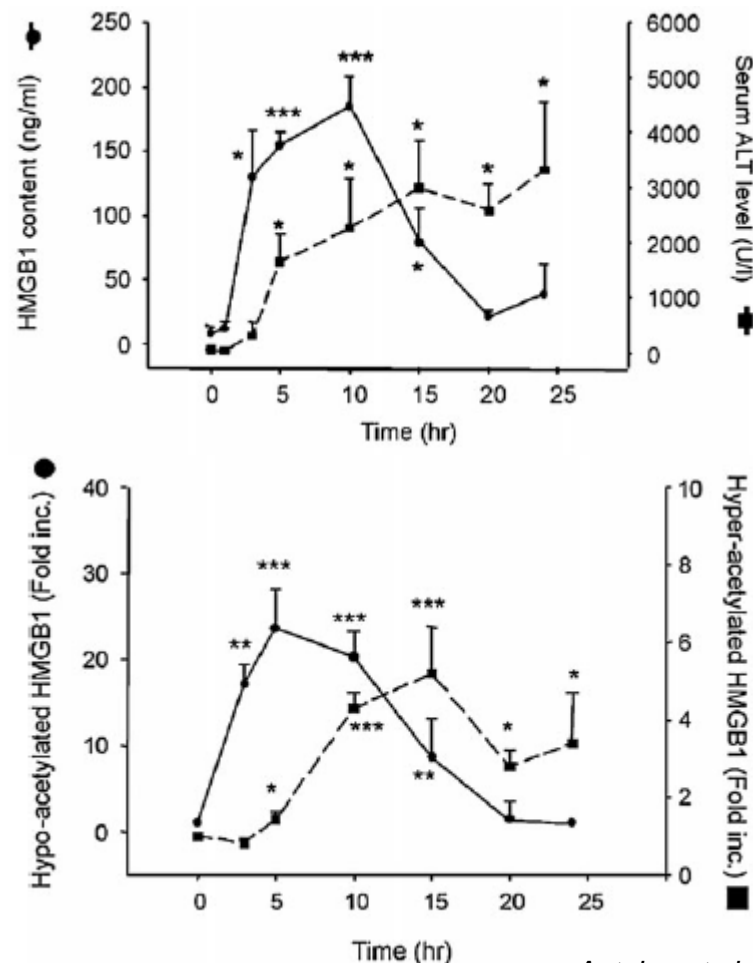 HMGB1 content (ng/ml)
250
200
150
100
50
0
6000
5000
4000
3000
2000
1000
0
Serum ALT level (U/l)
* *** *** * * * * * *
0 5 10 15 20 25
Time (hr)
Hypo-acetylated HMGB1 (Fold inc.)
40
30
20
10
0
10
8
6
4
2
0
Hyper-acetylated HMGB1 (Fold inc.)
** *** *** *** * *** ** * *
0 5 10 15 20 25
Time (hr)